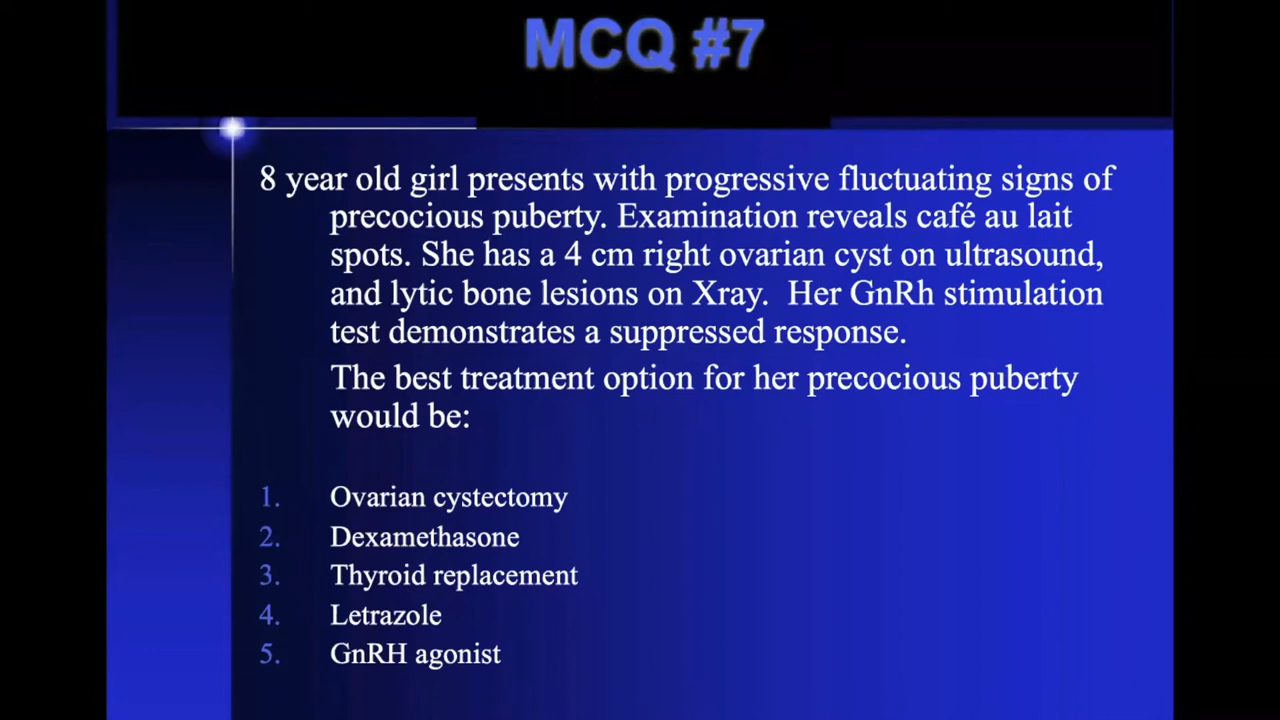 MCQ #7
8 year old girl presents with progressive fluctuating signs of
precocious puberty. Examination reveals café au lait
spots. She has a 4 cm right ovarian cyst on ultrasound,
and lytic bone lesions on Xray. Her GnRh stimulation
test demonstrates a suppressed response.
The best treatment option for her precocious puberty
would be:
1. Ovarian cystectomy
2. Dexamethasone
3. Thyroid replacement
4. Letrazole
5. GnRH agonist